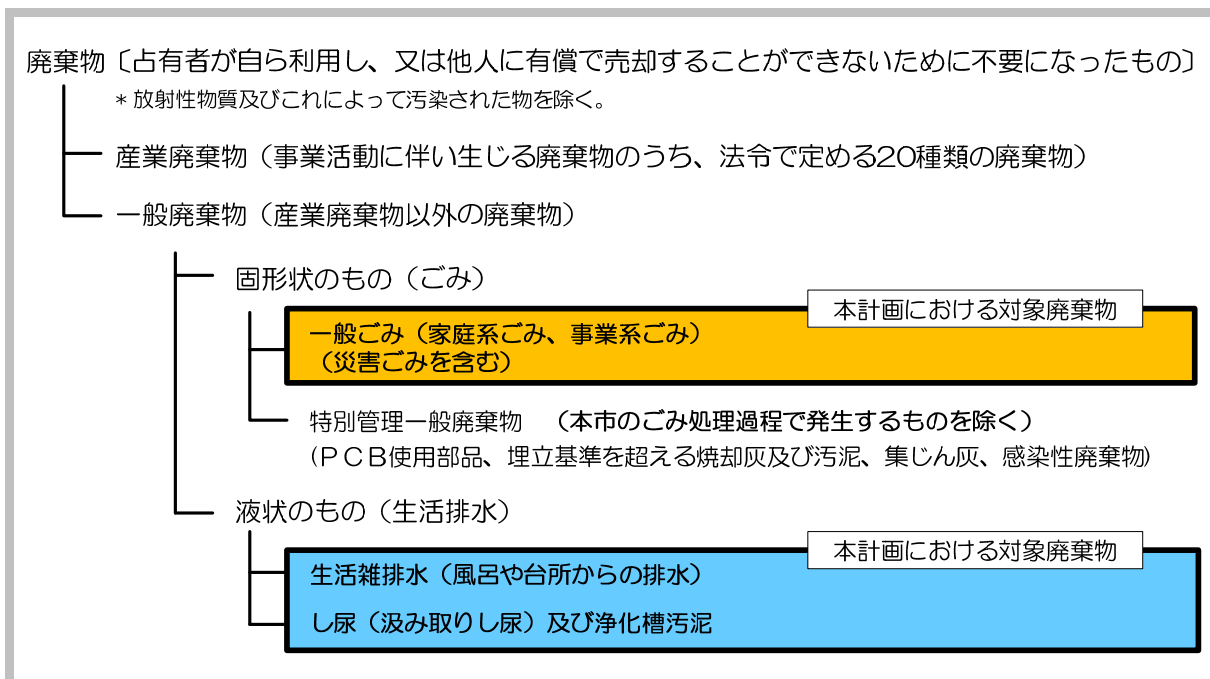 廃棄物〔占有者が自ら利用し、又は他人に有償で売却することができないために不要になったもの〕
＊放射性物質及びこれによって汚染された物を除く。
産業廃棄物（事業活動に伴い生じる廃棄物のうち、法令で定める20種類の廃棄物）
一般廃棄物（産業廃棄物以外の廃棄物）
固形状のもの（ごみ）
本計画における対象廃棄物
一般ごみ（家庭系ごみ、事業系ごみ）
（災害ごみを含む）
特別管理一般廃棄物　（本市のごみ処理過程で発生するものを除く）
(ＰＣＢ使用部品、埋立基準を超える焼却灰及び汚泥、集じん灰、感染性廃棄物)
液状のもの（生活排水）
本計画における対象廃棄物
生活雑排水（風呂や台所からの排水）
し尿（汲み取りし尿）及び浄化槽汚泥